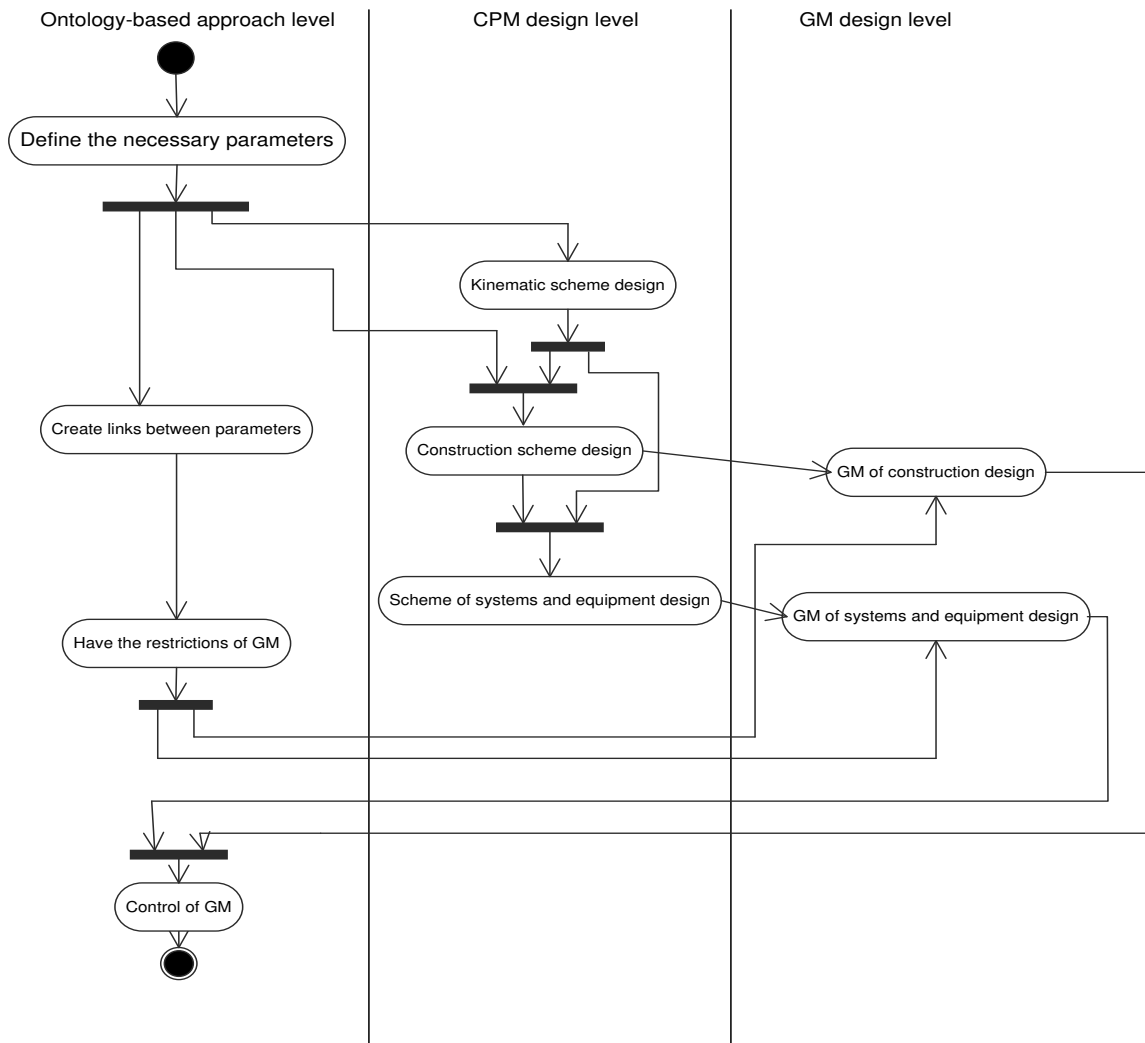 Ontology-based approach level
CPM design level
GM design level
Define the necessary parameters
Kinematic scheme design
Create links between parameters
Construction scheme design
GM of construction design
Scheme of systems and equipment design
GM of systems and equipment design
Have the restrictions of GM
Control of GM